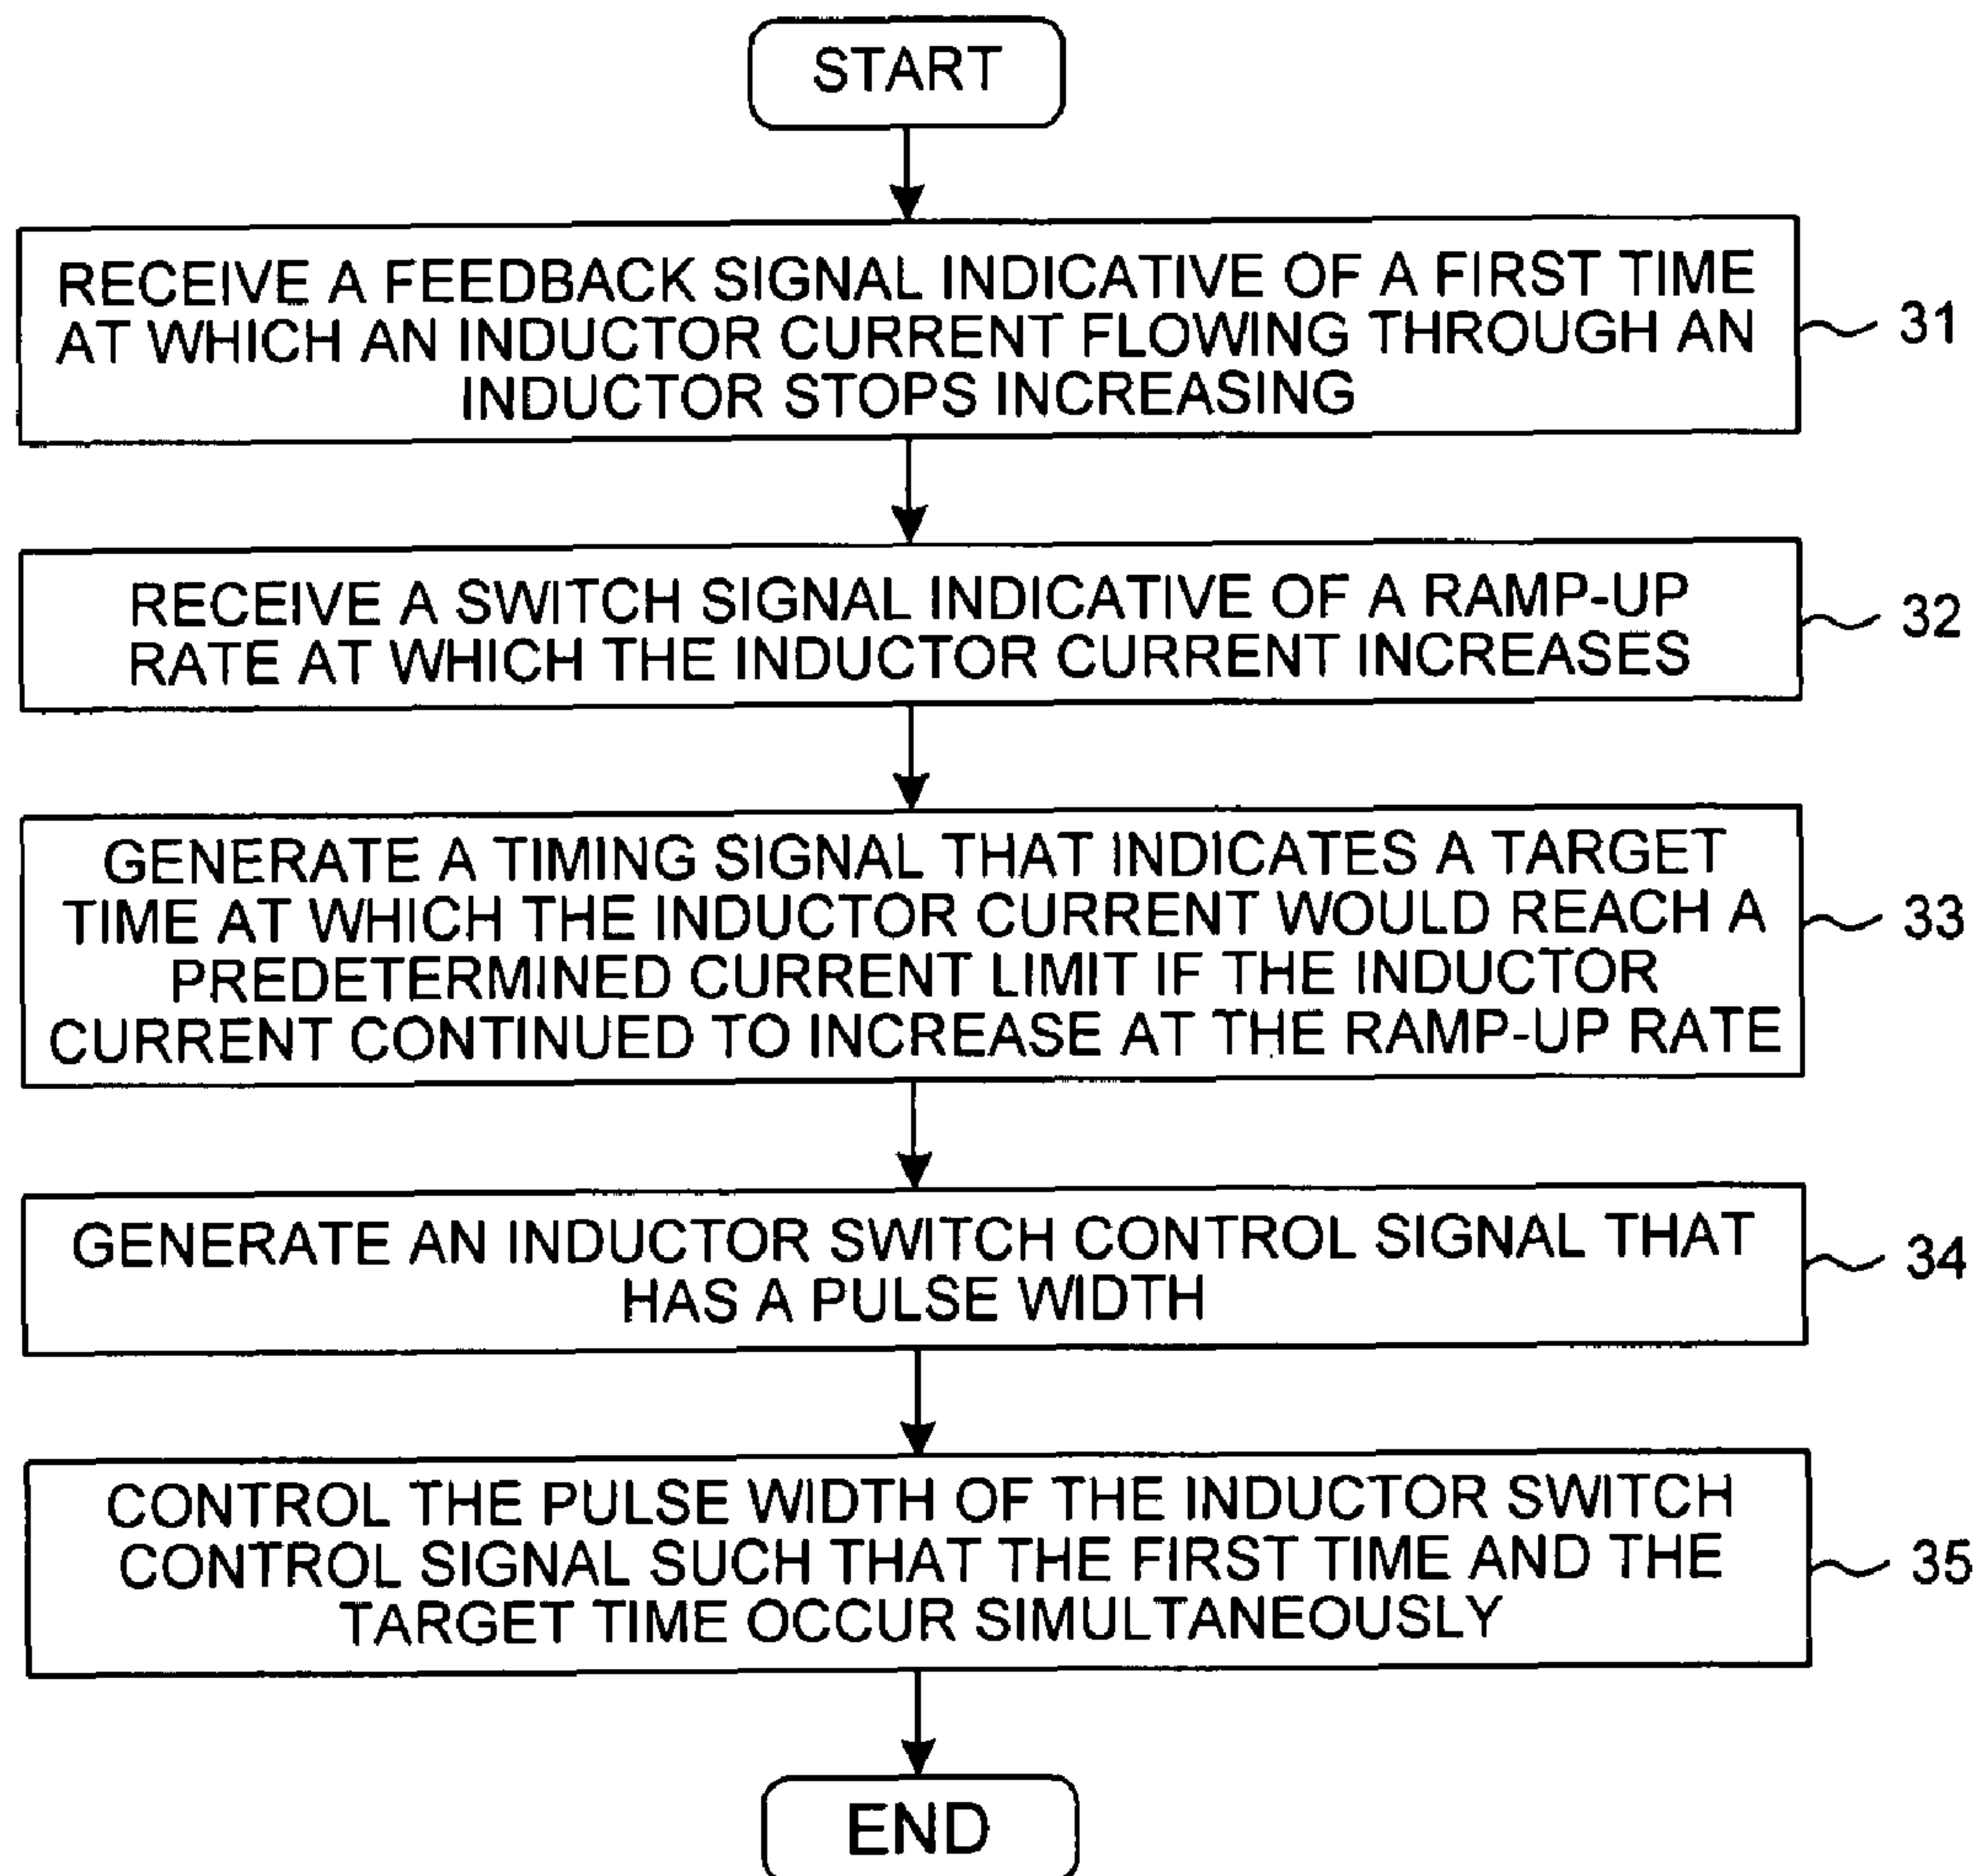 START
RECEIVE A FEEDBACK SIGNAL INDICATIVE OF A FIRST TIME
AT WHICH AN INDUCTOR CURRENT FLOWING THROUGH AN
INDUCTOR STOPS INCREASING
31
RECEIVE A SWITCH SIGNAL INDICATIVE OF A RAMP-UP
RATE AT WHICH THE INDUCTOR CURRENT INCREASES
32
GENERATE A TIMING SIGNAL THAT INDICATES A TARGET
TIME AT WHICH THE INDUCTOR CURRENT WOULD REACH A
PREDETERMINED CURRENT LIMIT IF THE INDUCTOR
CURRENT CONTINUED TO INCREASE AT THE RAMP-UP RATE
33
GENERATE AN INDUCTOR SWITCH CONTROL SIGNAL THAT
HAS A PULSE WIDTH
34
CONTROL THE PULSE WIDTH OF THE INDUCTOR SWITCH
CONTROL SIGNAL SUCH THAT THE FIRST TIME AND THE
TARGET TIME OCCUR SIMULTANEOUSLY
35
END